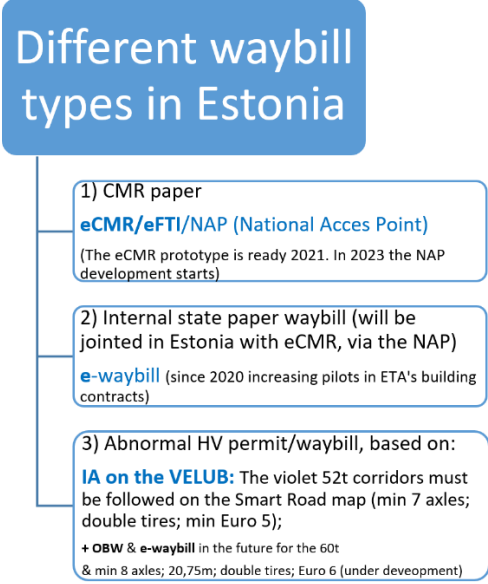 Different waybill
types in Estonia
1) CMR paper
eCMR/eFTI/NAP (National Acces Point)
(The eCMR prototype is ready 2021. In 2023 the NAP
development starts)
2) Internal state paper waybill (will be
jointed in Estonia with eCMR, via the NAP)
e-waybill (since 2020 increasing pilots in ETA's building
contracts)
3) Abnormal HV permit/waybill, based on:
IA on the VELUB: The violet 52t corridors must
be followed on the Smart Road map (min 7 axles;
double tires; min Euro 5);
+ OBW & e-waybill in the future for the 60t
& min 8 axles; 20,75m; double tires; Euro 6 (under deveopment)